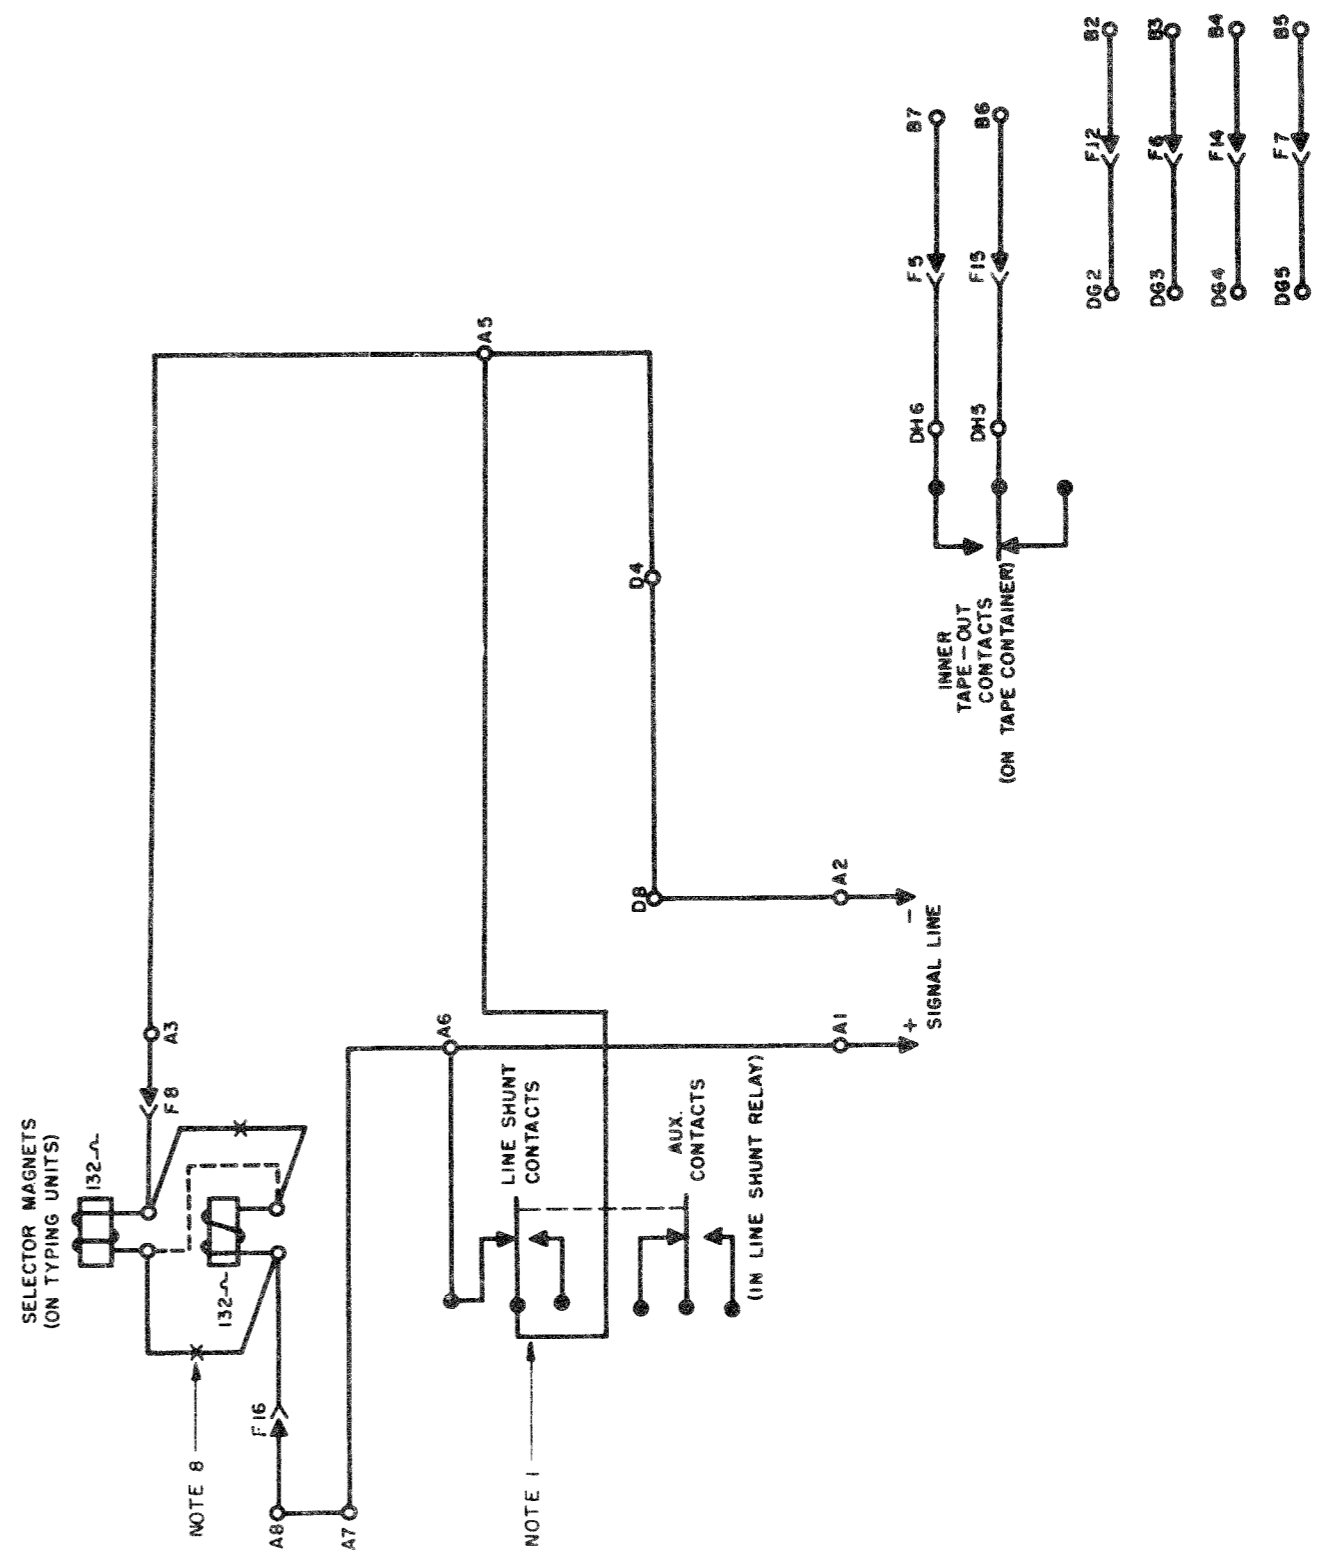 SELECTOR MAGNETS
(ON TYPING UNITS)
132Ω
132Ω
F8
A3
NOTE 8
F16
A8
A7
A5
A6
LINE SHUNT
CONTACTS
NOTE 1
AUX.
CONTACTS
(IN LINE SHUNT RELAY)
D4
D8
A1
A2
+
-
SIGNAL LINE
INNER
TAPE-OUT
CONTACTS
(ON TAPE CONTAINER)
DH6
F5
B7
DH5
F15
B6
DG2
F12
B2
DG3
F6
B3
DG4
F14
B4
DG5
F7
B5